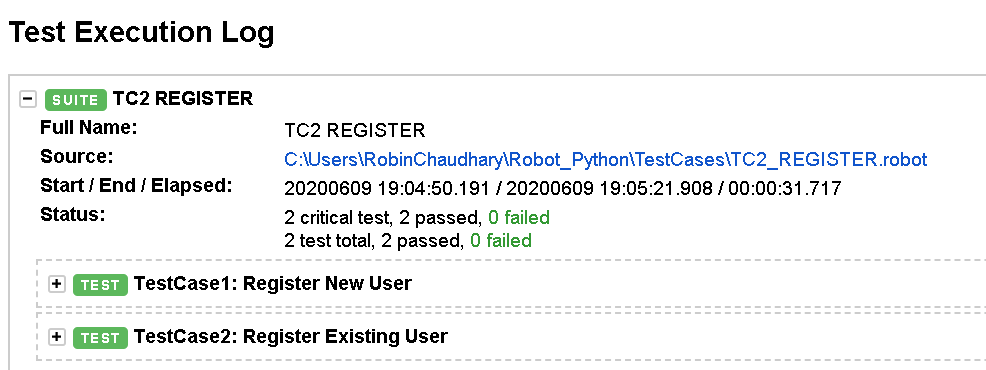 Test Execution Log
SUITE TC2 REGISTER
Full Name: TC2 REGISTER
Source: C:\Users\RobinChaudhary\Robot_Python\TestCases\TC2_REGISTER.robot
Start / End / Elapsed: 20200609 19:04:50.191 / 20200609 19:05:21.908 / 00:00:31.717
Status: 2 critical test, 2 passed, 0 failed
2 test total, 2 passed, 0 failed
TEST TestCase1: Register New User
TEST TestCase2: Register Existing User